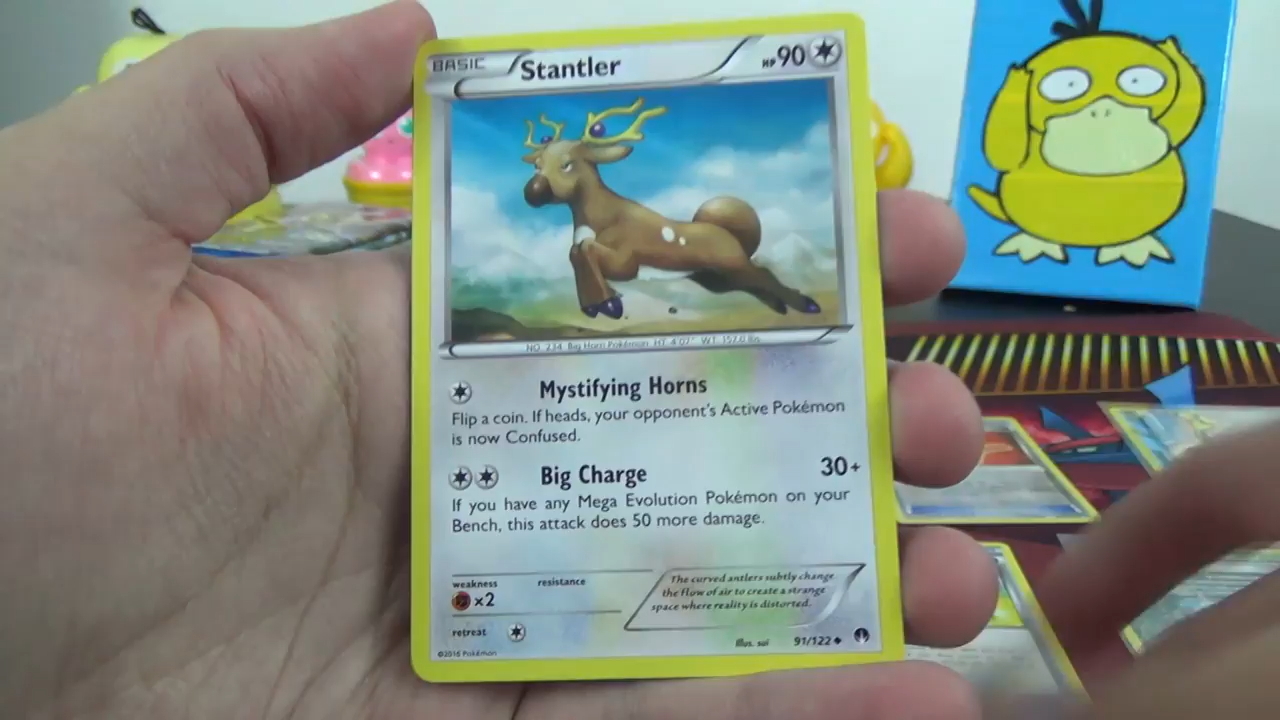 BASIC Stantler HP90
NO. 234 Big Horn Pokémon HT: 4'07" WT: 157.0 lbs.
Mystifying Horns
Flip a coin. If heads, your opponent's Active Pokémon
is now Confused.
Big Charge 30+
If you have any Mega Evolution Pokémon on your
Bench, this attack does 50 more damage.
weakness resistance
×2
The curved antlers subtly change
the flow of air to create a strange
space where reality is distorted.
retreat
Illus. sui 91/122
©2016 Pokémon